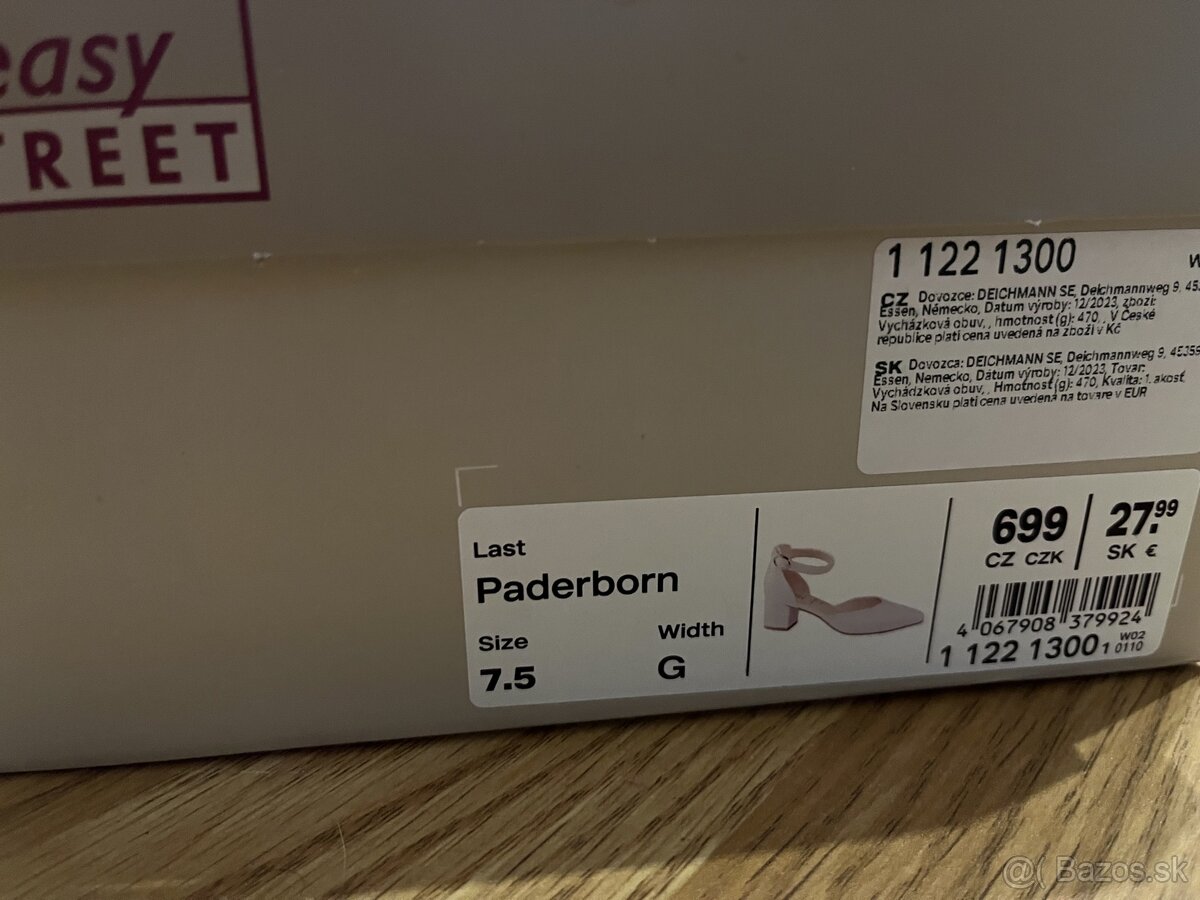 easy
TREET
1 122 1300
CZ Dovozce: DEICHMANN SE, Deichmannweg 9,
Essen, Německo, Datum výroby: 12/2023, zboží:
Vycházková obuv, , hmotnost (g): 470, , V České
republice platí cena uvedená na zboží v Kč
SK Dovozca: DEICHMANN SE, Deichmannweg 9, 45359
Essen, Nemecko, Dátum výroby: 12/2023, Tovar:
Vychádzková obuv, , Hmotnost (g): 470, Kvalita: 1. akosť,
Na Slovensku platí cena uvedená na tovare v EUR
Last
Paderborn
Size
7.5
Width
G
699
CZ CZK
27.99
SK €
4 067908 379924
1 122 1300 1 W02 0110
@( Bazos.sk